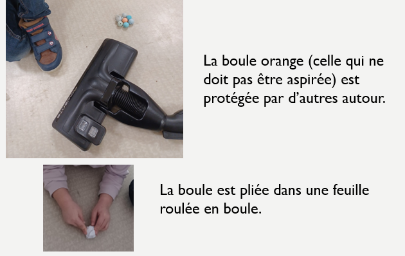 La boule orange (celle qui ne
doit pas être aspirée) est
protégée par d'autres autour.
La boule est pliée dans une feuille
roulée en boule.